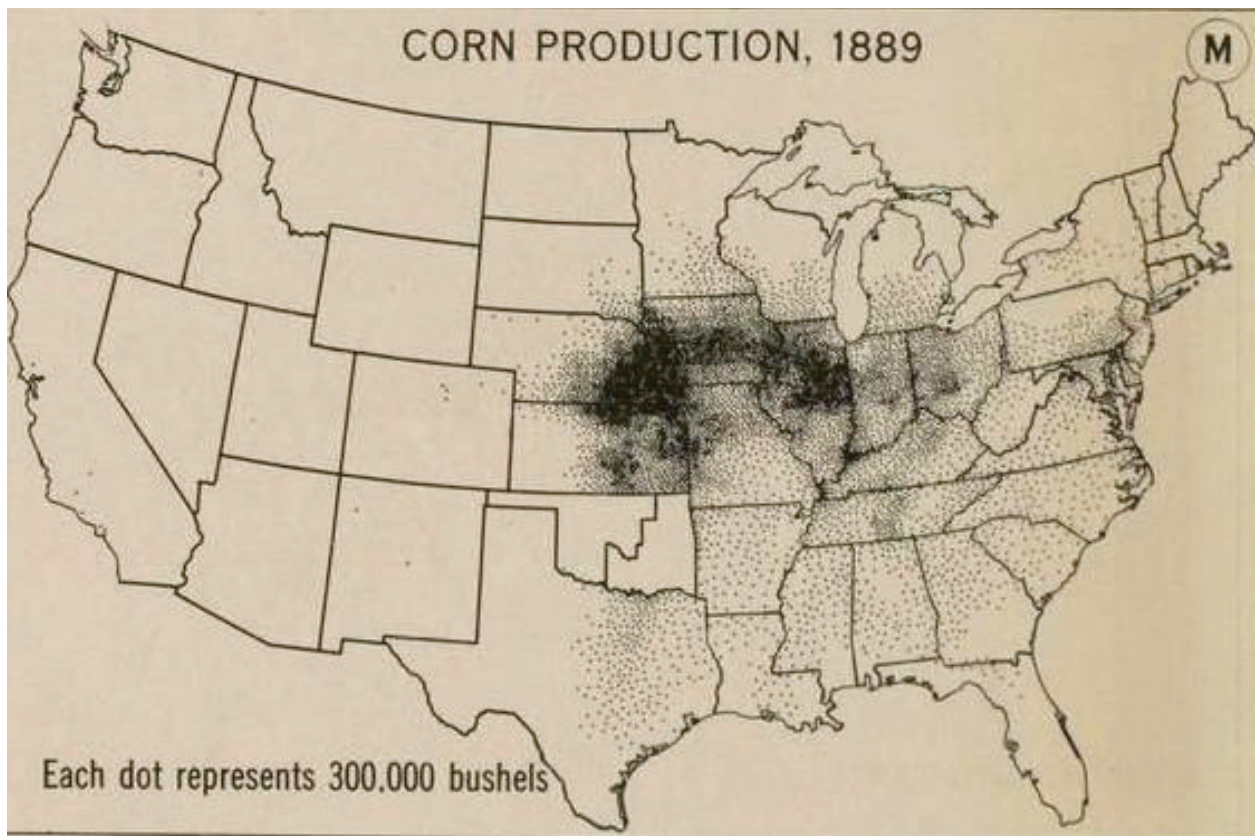 CORN PRODUCTION, 1889
M
Each dot represents 300,000 bushels